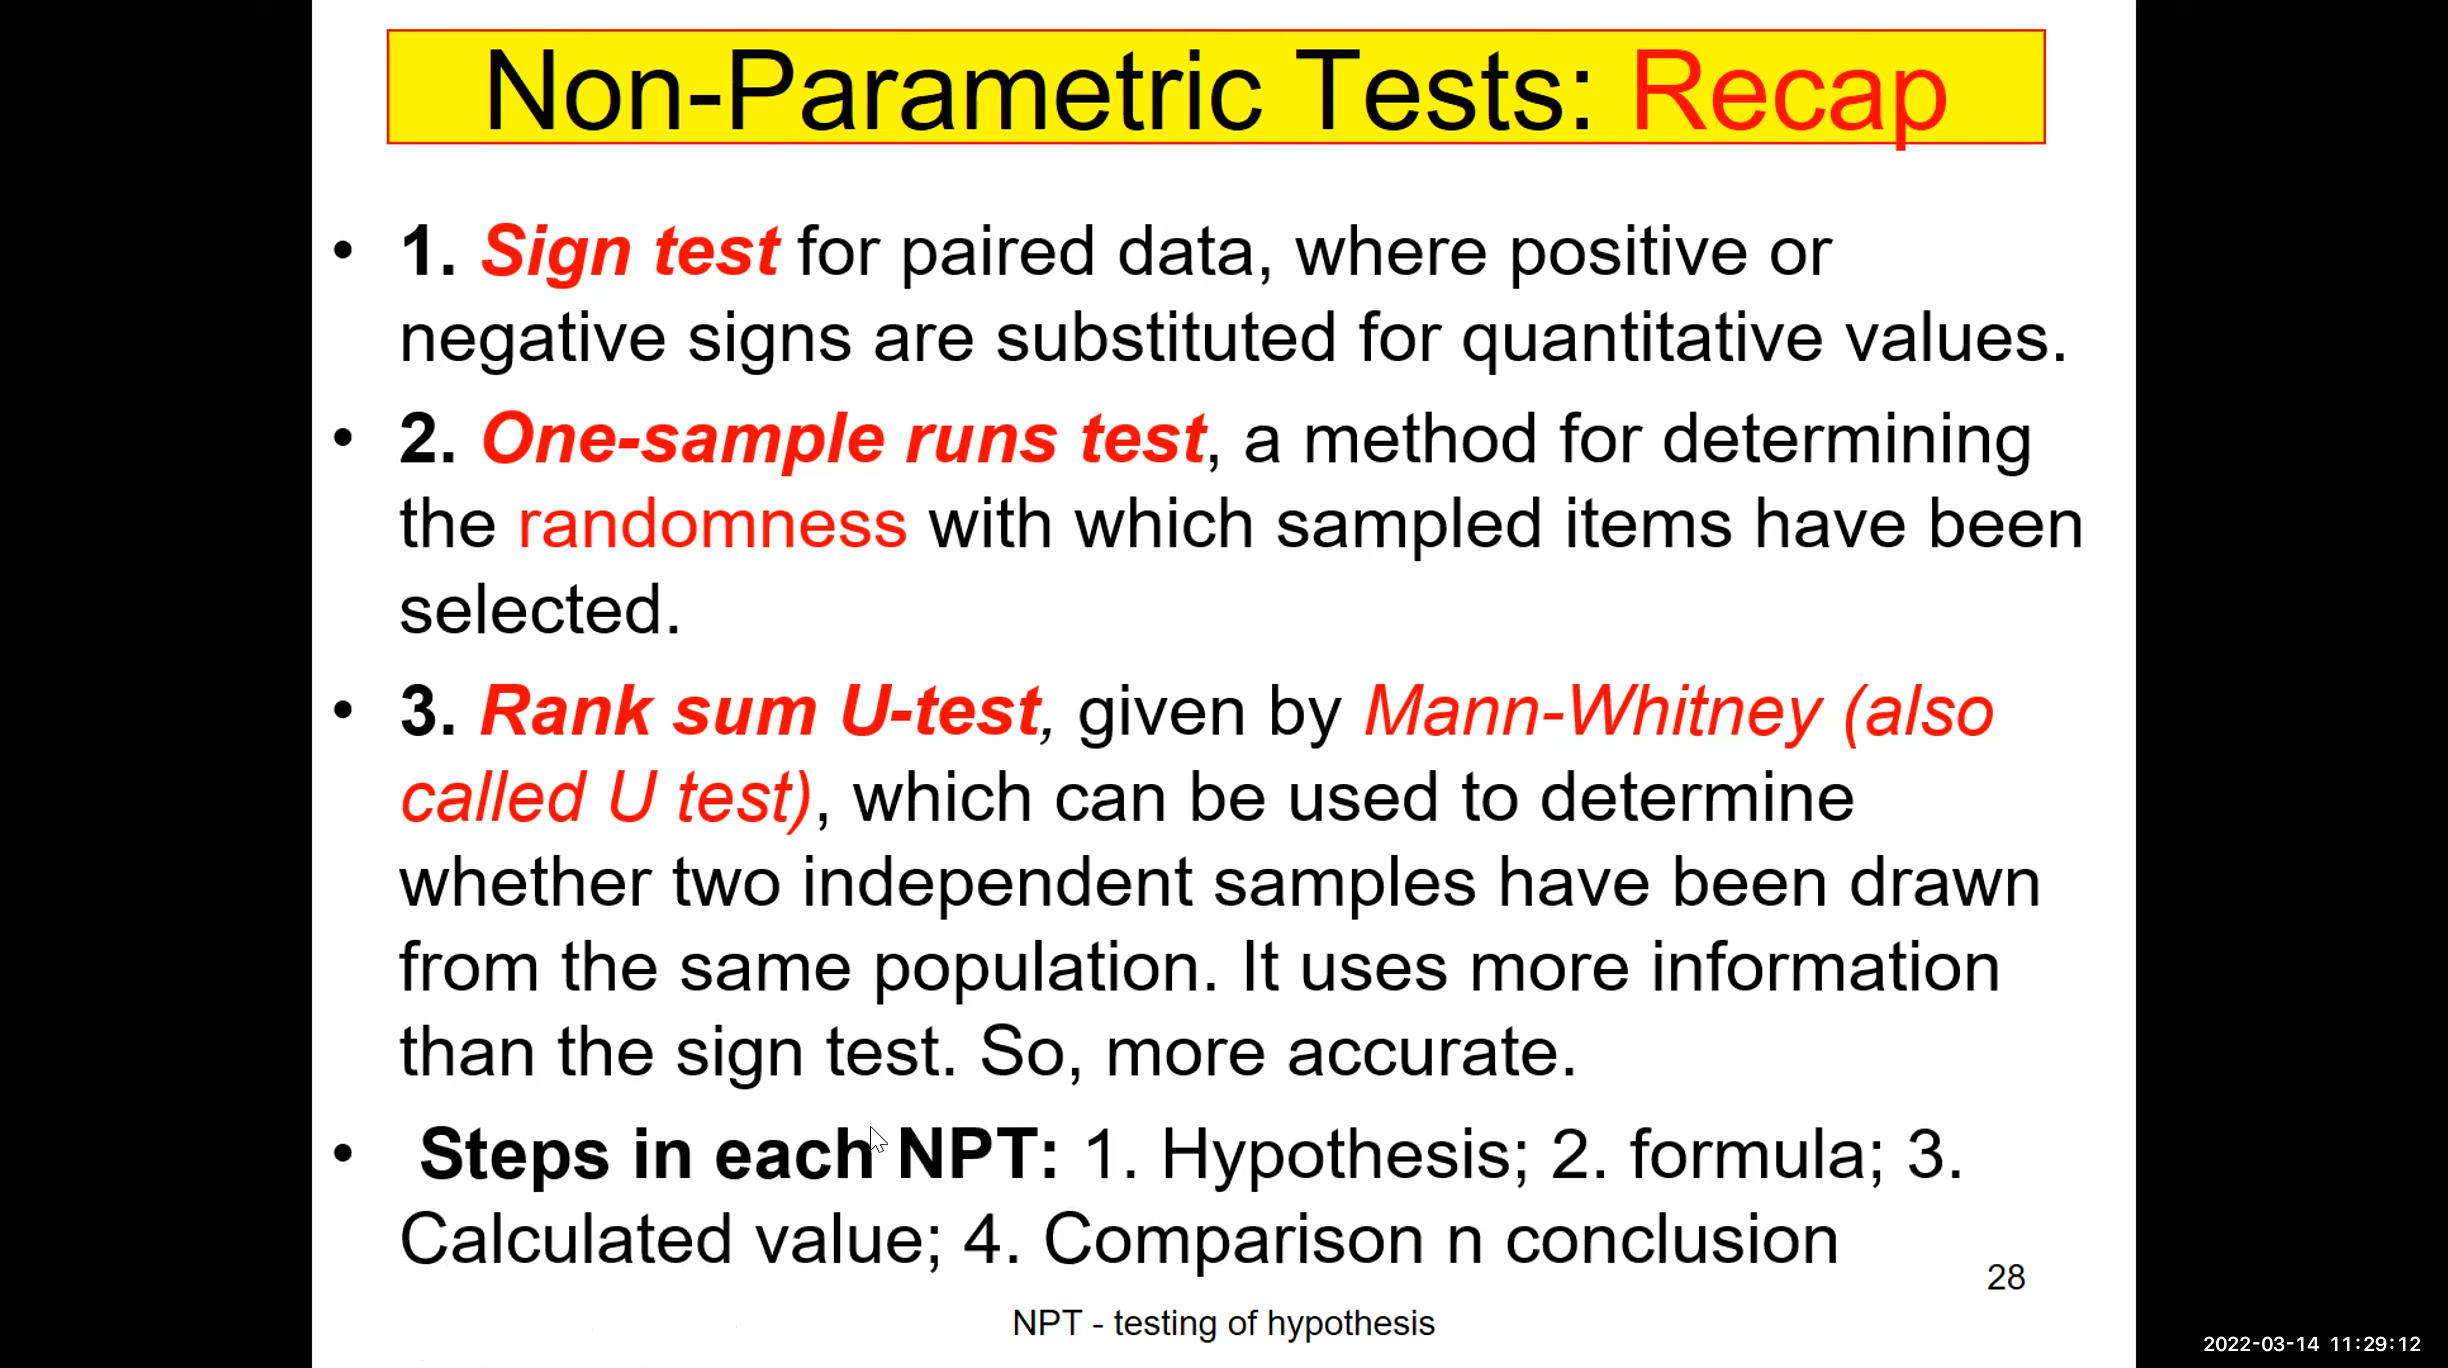 Non-Parametric Tests: Recap
• 1. Sign test for paired data, where positive or
negative signs are substituted for quantitative values.
• 2. One-sample runs test, a method for determining
the randomness with which sampled items have been
selected.
• 3. Rank sum U-test, given by Mann-Whitney (also
called U test), which can be used to determine
whether two independent samples have been drawn
from the same population. It uses more information
than the sign test. So, more accurate.
• Steps in each NPT: 1. Hypothesis; 2. formula; 3.
Calculated value; 4. Comparison n conclusion
28
NPT - testing of hypothesis
2022-03-14 11:29:12